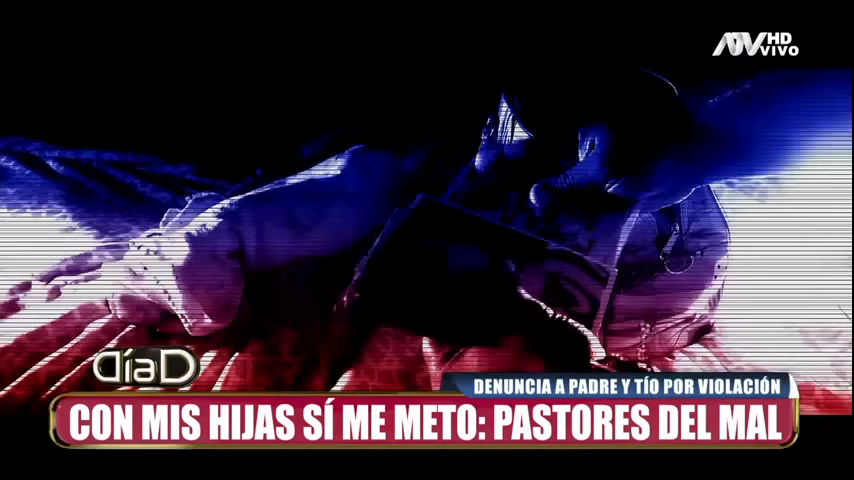 ATV HD
VIVO
DíaD
DENUNCIA A PADRE Y TÍO POR VIOLACIÓN
CON MIS HIJAS SÍ ME METO: PASTORES DEL MAL